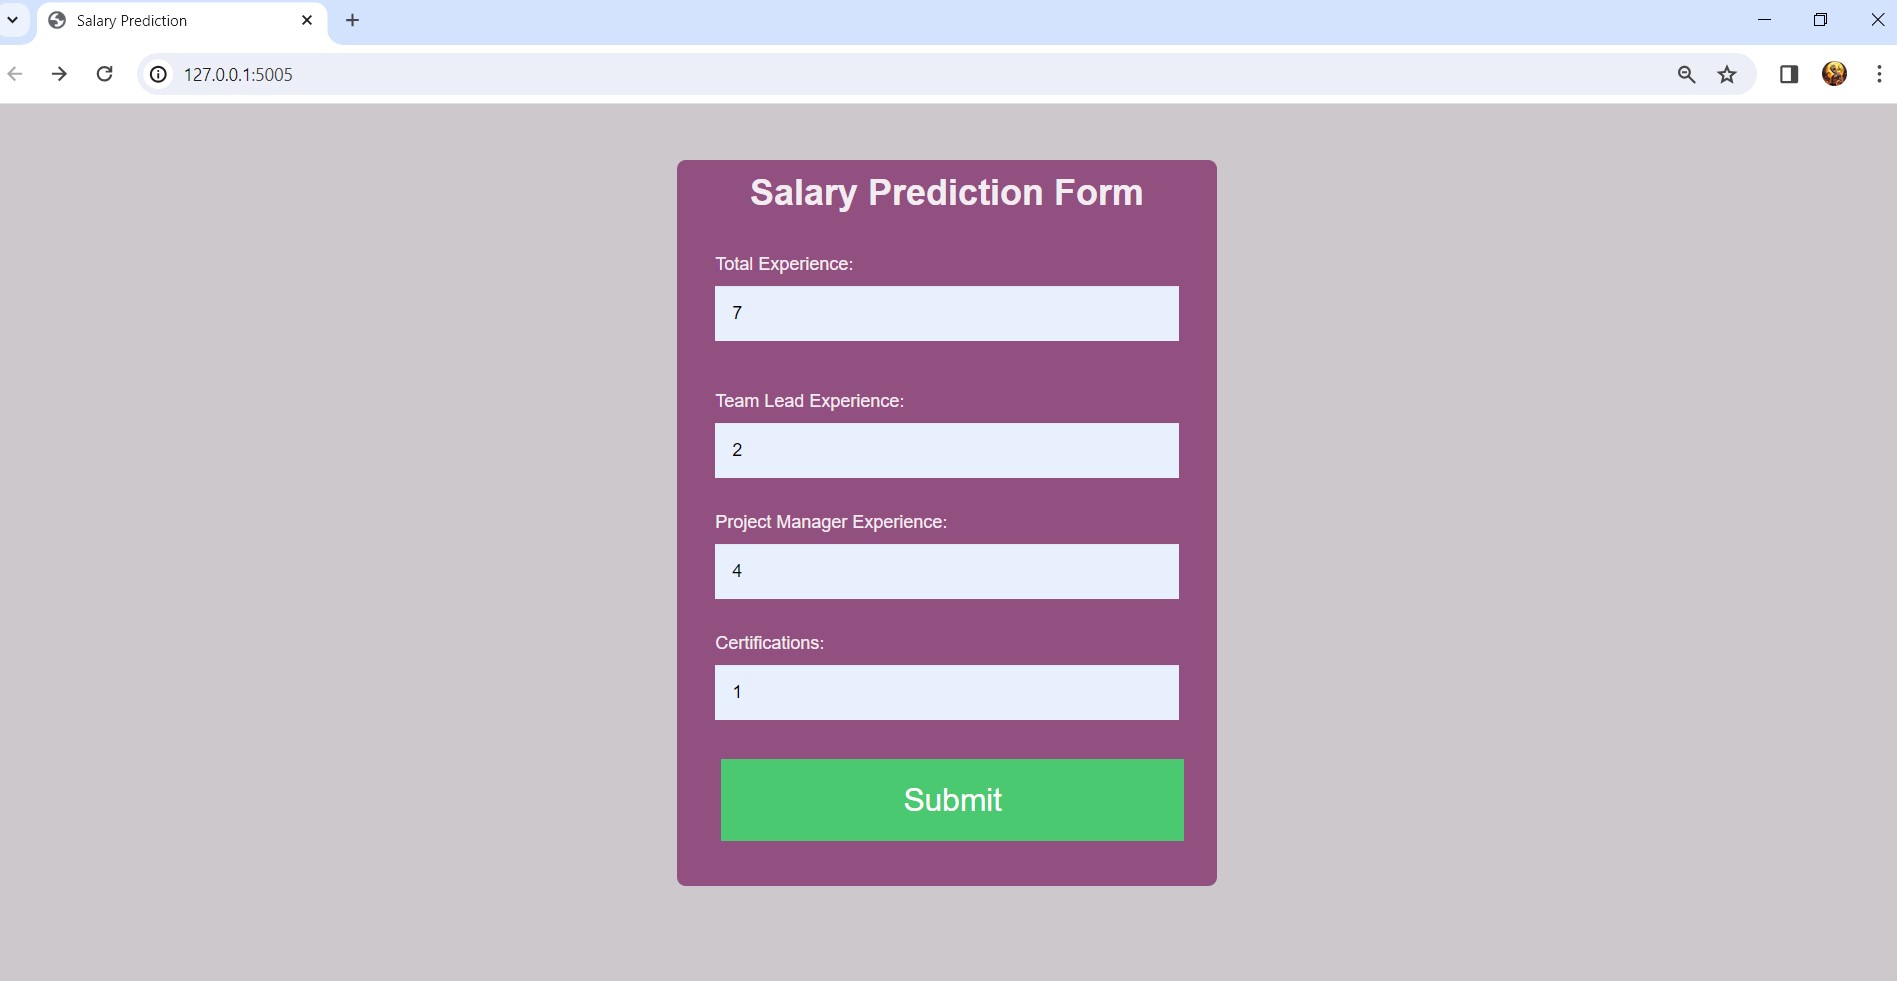 Salary Prediction
127.0.0.1:5005
Salary Prediction Form
Total Experience:
7
Team Lead Experience:
2
Project Manager Experience:
4
Certifications:
1
Submit